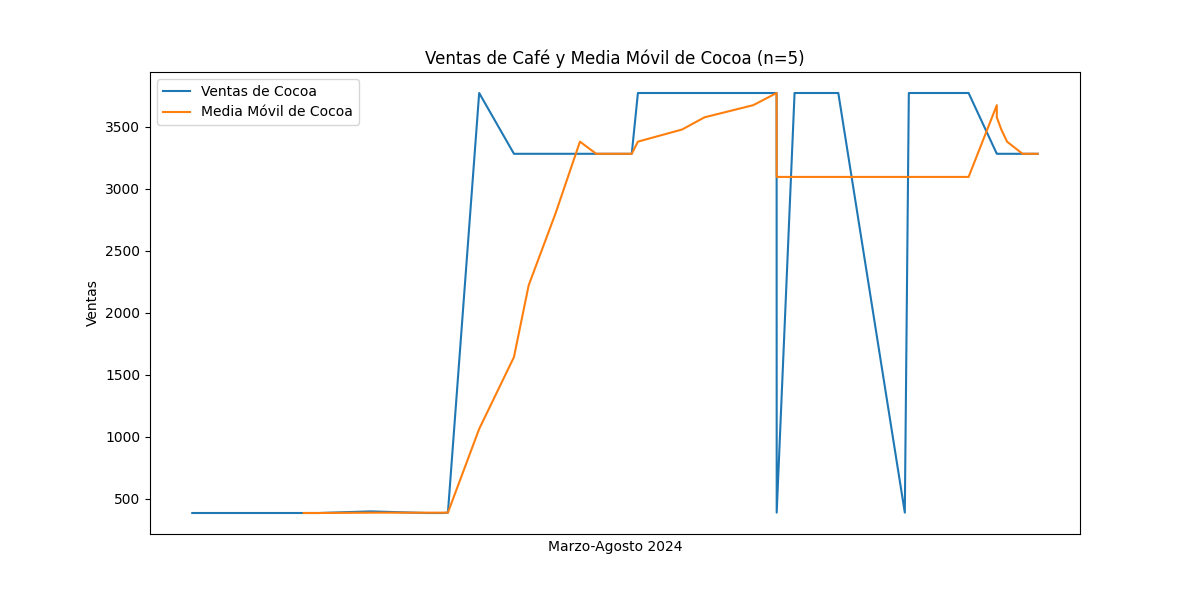 Ventas de Café y Media Móvil de Cocoa (n=5)
Ventas de Cocoa
Media Móvil de Cocoa
3500
3000
2500
2000
1500
1000
500
Ventas
Marzo-Agosto 2024